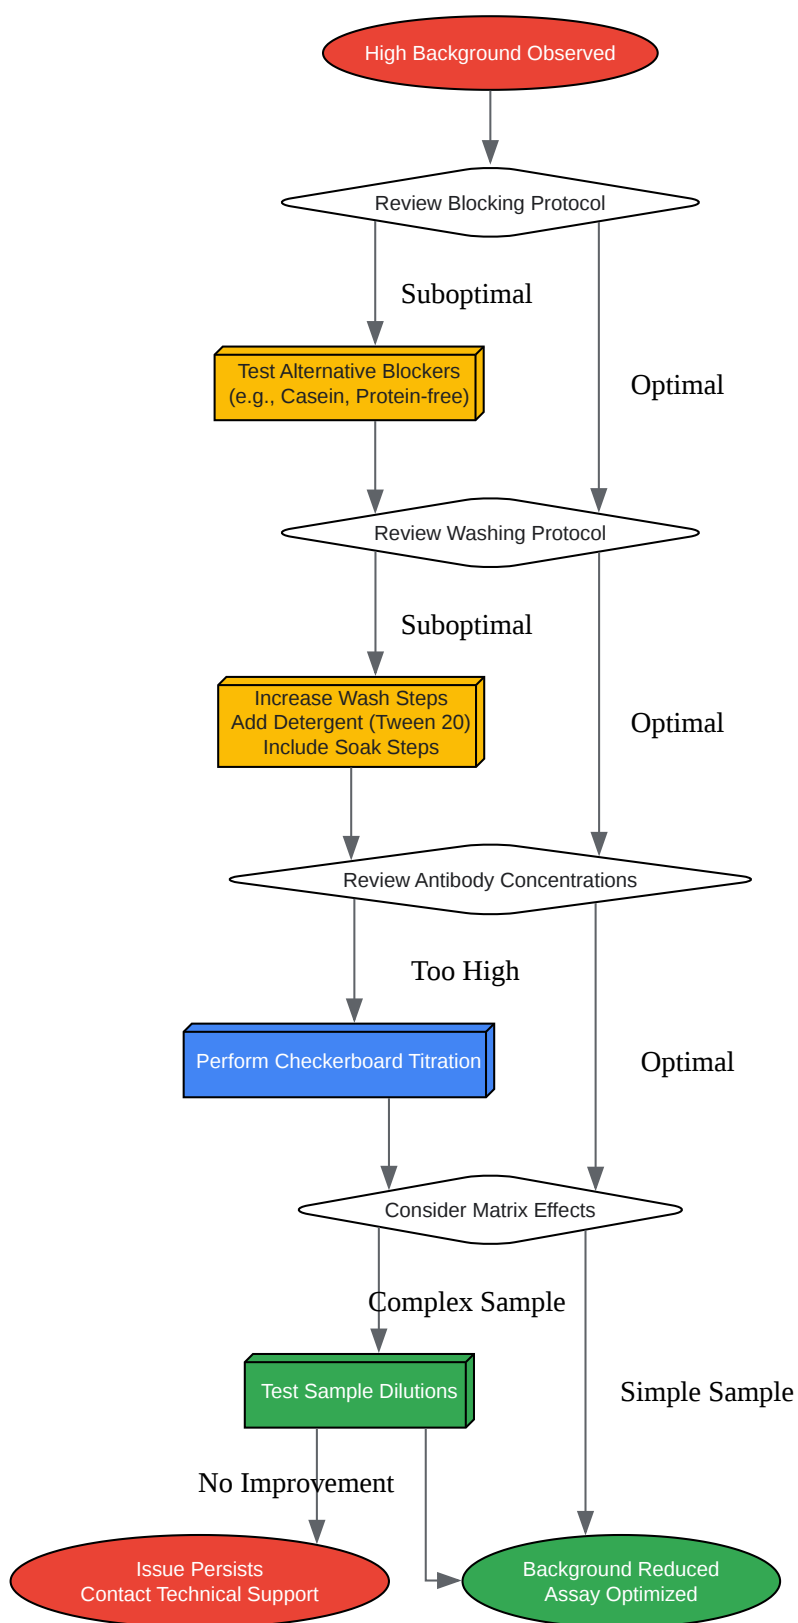 High Background Observed
Review Blocking Protocol
Suboptimal
Test Alternative Blockers
(e.g., Casein, Protein-free)
Optimal
Review Washing Protocol
Suboptimal
Increase Wash Steps
Add Detergent (Tween 20)
Include Soak Steps
Optimal
Review Antibody Concentrations
Too High
Perform Checkerboard Titration
Optimal
Consider Matrix Effects
Complex Sample
Test Sample Dilutions
Simple Sample
No Improvement
Issue Persists
Contact Technical Support
Background Reduced
Assay Optimized